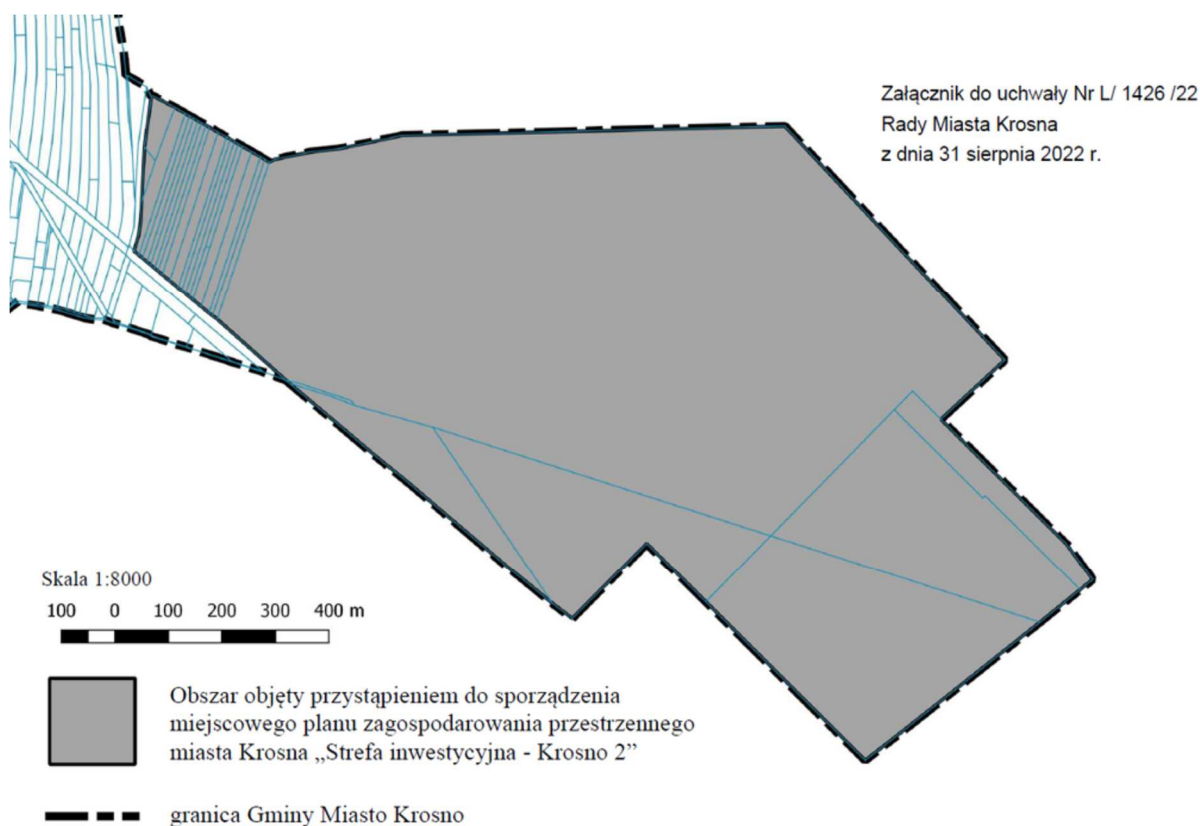 Załącznik do uchwały Nr L/ 1426 /22
Rady Miasta Krosna
z dnia 31 sierpnia 2022 r.
Skala 1:8000
100 0 100 200 300 400 m
Obszar objęty przystąpieniem do sporządzenia
miejscowego planu zagospodarowania przestrzennego
miasta Krosna „Strefa inwestycyjna - Krosno 2”
granica Gminy Miasto Krosno